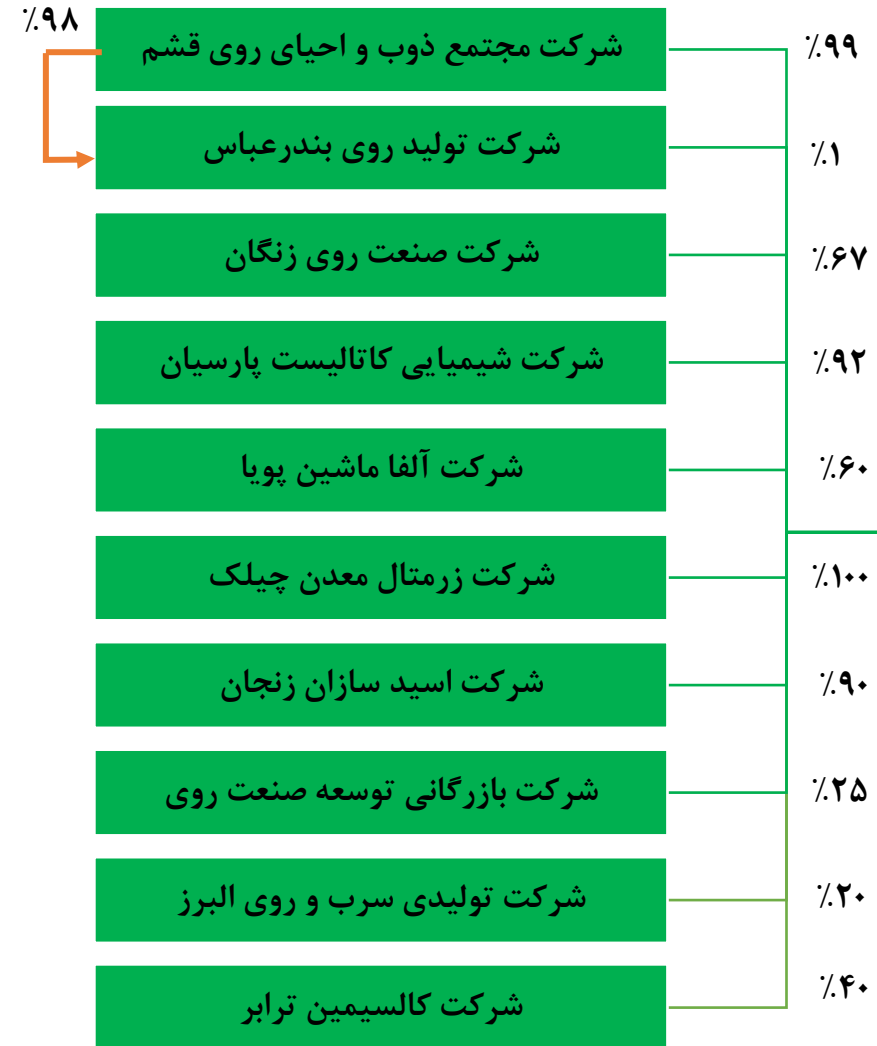 ٪۹۸
شرکت مجتمع ذوب و احیای روی قشم
٪۹۹
شرکت تولید روی بندرعباس
٪۱
شرکت صنعت روی زنگان
٪۶۷
شرکت شیمیایی کاتالیست پارسیان
٪۹۲
شرکت آلفا ماشین پویا
٪۶۰
شرکت زرمتال معدن چیلک
٪۱۰۰
شرکت اسید سازان زنجان
٪۹۰
شرکت بازرگانی توسعه صنعت روی
٪۲۵
شرکت تولیدی سرب و روی البرز
٪۲۰
شرکت کالسیمین ترابر
٪۴۰